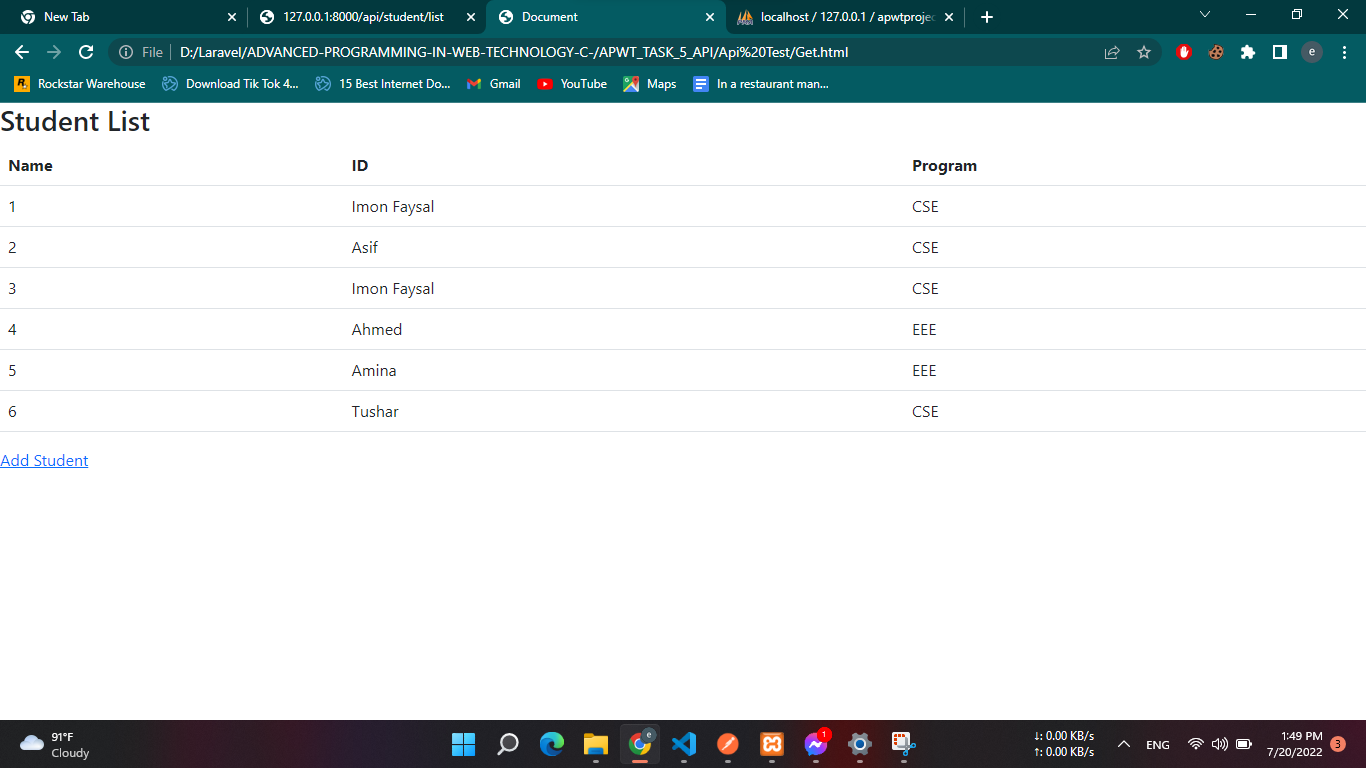 New Tab
127.0.0.1:8000/api/student/list
Document
localhost / 127.0.0.1 / apwtprojec
File
D:/Laravel/ADVANCED-PROGRAMMING-IN-WEB-TECHNOLOGY-C-/APWT_TASK_5_API/Api%20Test/Get.html
e
Rockstar Warehouse
Download Tik Tok 4...
15 Best Internet Do...
Gmail
YouTube
Maps
In a restaurant man...
Student List
Name ID Program
1 Imon Faysal CSE
2 Asif CSE
3 Imon Faysal CSE
4 Ahmed EEE
5 Amina EEE
6 Tushar CSE
Add Student
91°F
Cloudy
e
1
↓: 0.00 KB/s
↑: 0.00 KB/s
ENG
1:49 PM
7/20/2022
3